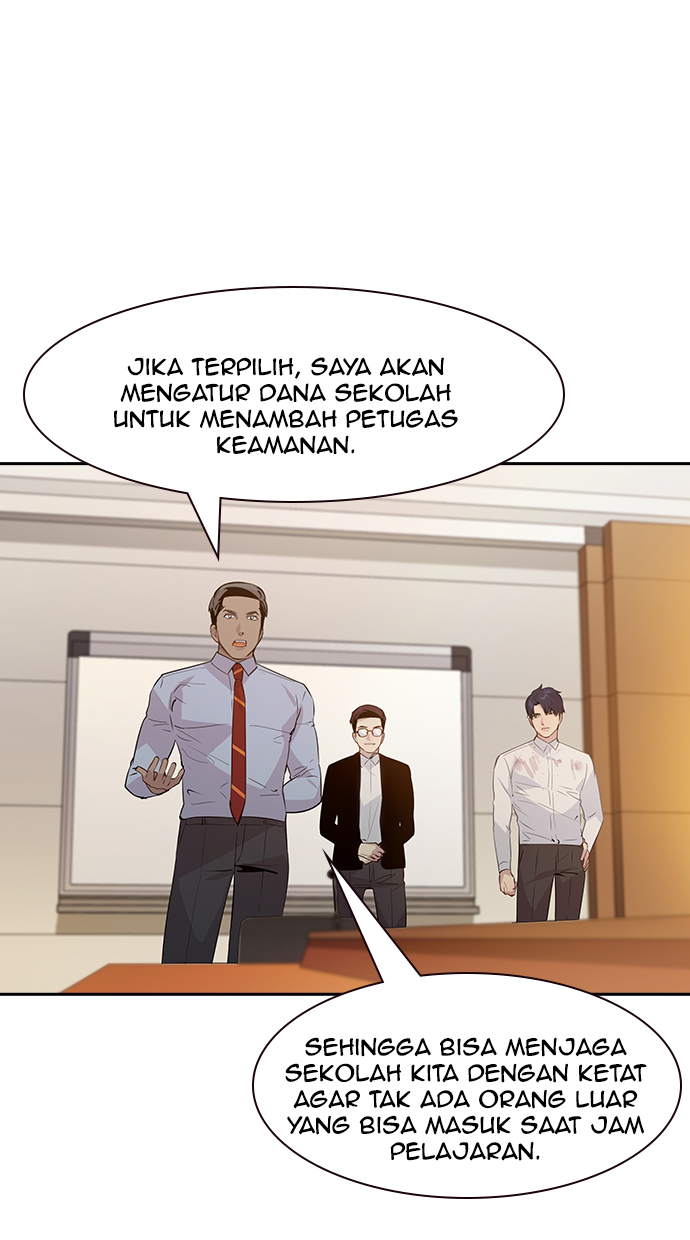 JIKA TERPILIH, SAYA AKAN
MENGATUR DANA SEKOLAH
UNTUK MENAMBAH PETUGAS
KEAMANAN.
SEHINGGA BISA MENJAGA
SEKOLAH KITA DENGAN KETAT
AGAR TAK ADA ORANG LUAR
YANG BISA MASUK SAAT JAM
PELAJARAN.